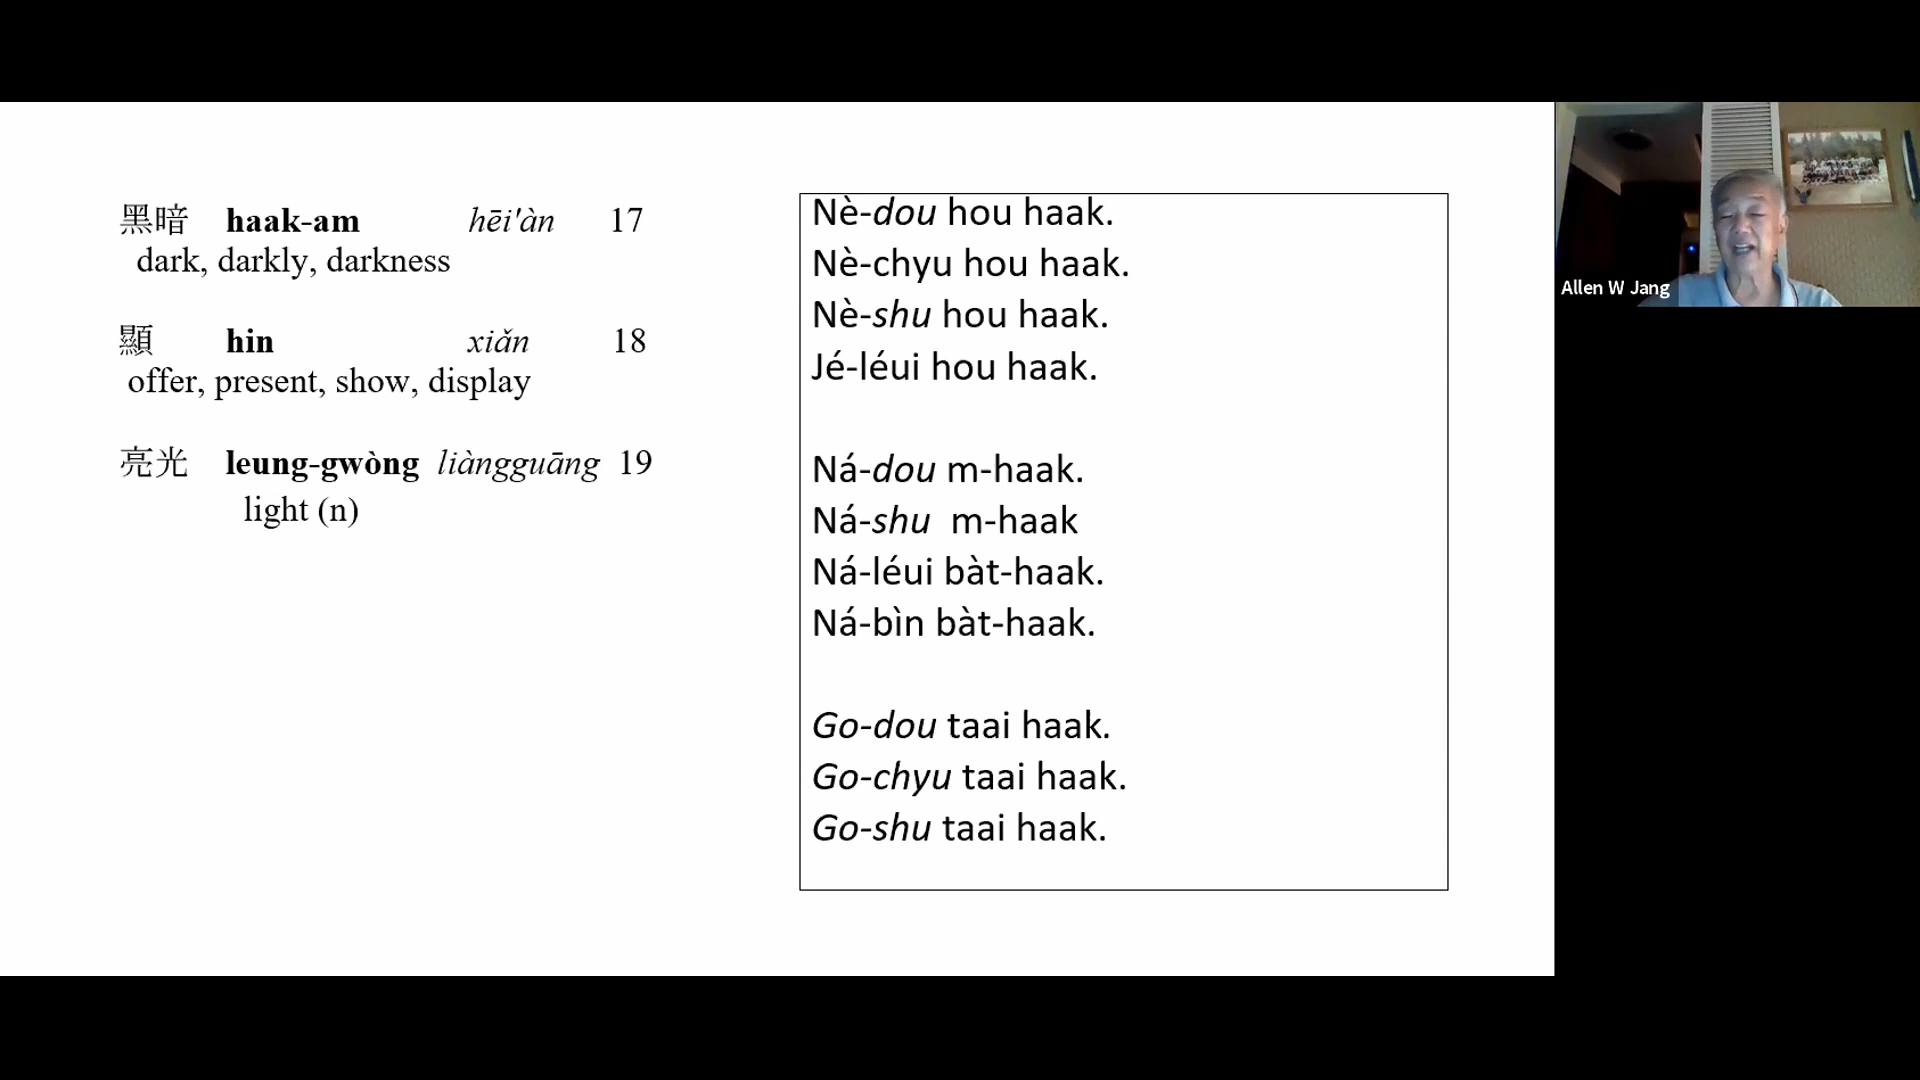 黑暗 haak-am hēi'àn 17
dark, darkly, darkness
顯 hin xiǎn 18
offer, present, show, display
亮光 leung-gwòng liàngguāng 19
light (n)
Nè-dou hou haak.
Nè-chyu hou haak.
Nè-shu hou haak.
Jé-léui hou haak.
Ná-dou m-haak.
Ná-shu m-haak
Ná-léui bàt-haak.
Ná-bìn bàt-haak.
Go-dou taai haak.
Go-chyu taai haak.
Go-shu taai haak.
Allen W Jang